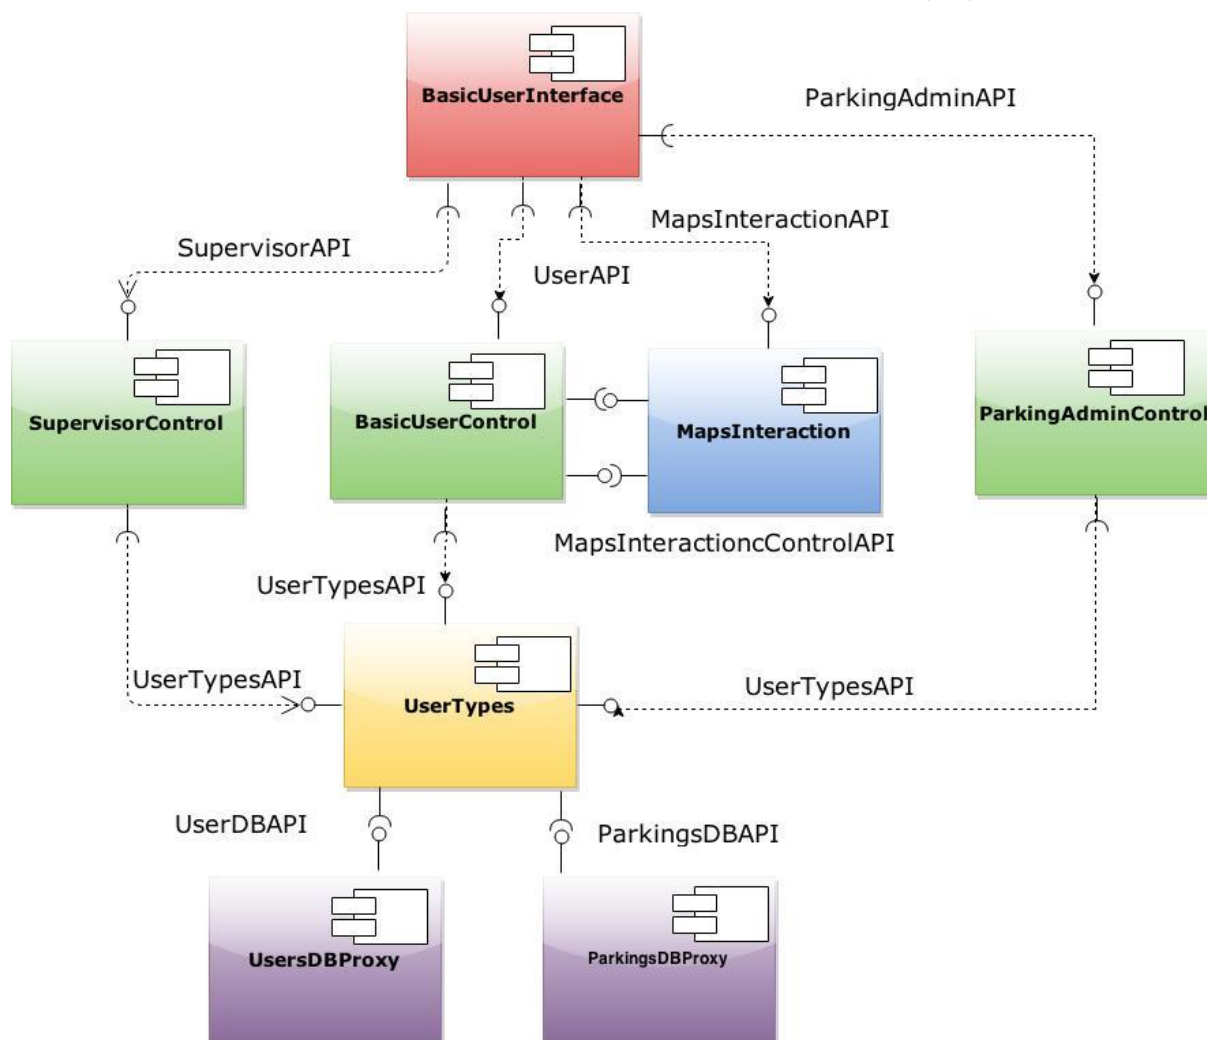 BasicUserInterface
ParkingAdminAPI
MapsInteractionAPI
SupervisorAPI
UserAPI
SupervisorControl
BasicUserControl
MapsInteraction
ParkingAdminControl
MapsInteractioncControlAPI
UserTypesAPI
UserTypesAPI
UserTypesAPI
UserTypes
UserDBAPI
ParkingsDBAPI
UsersDBProxy
ParkingsDBProxy